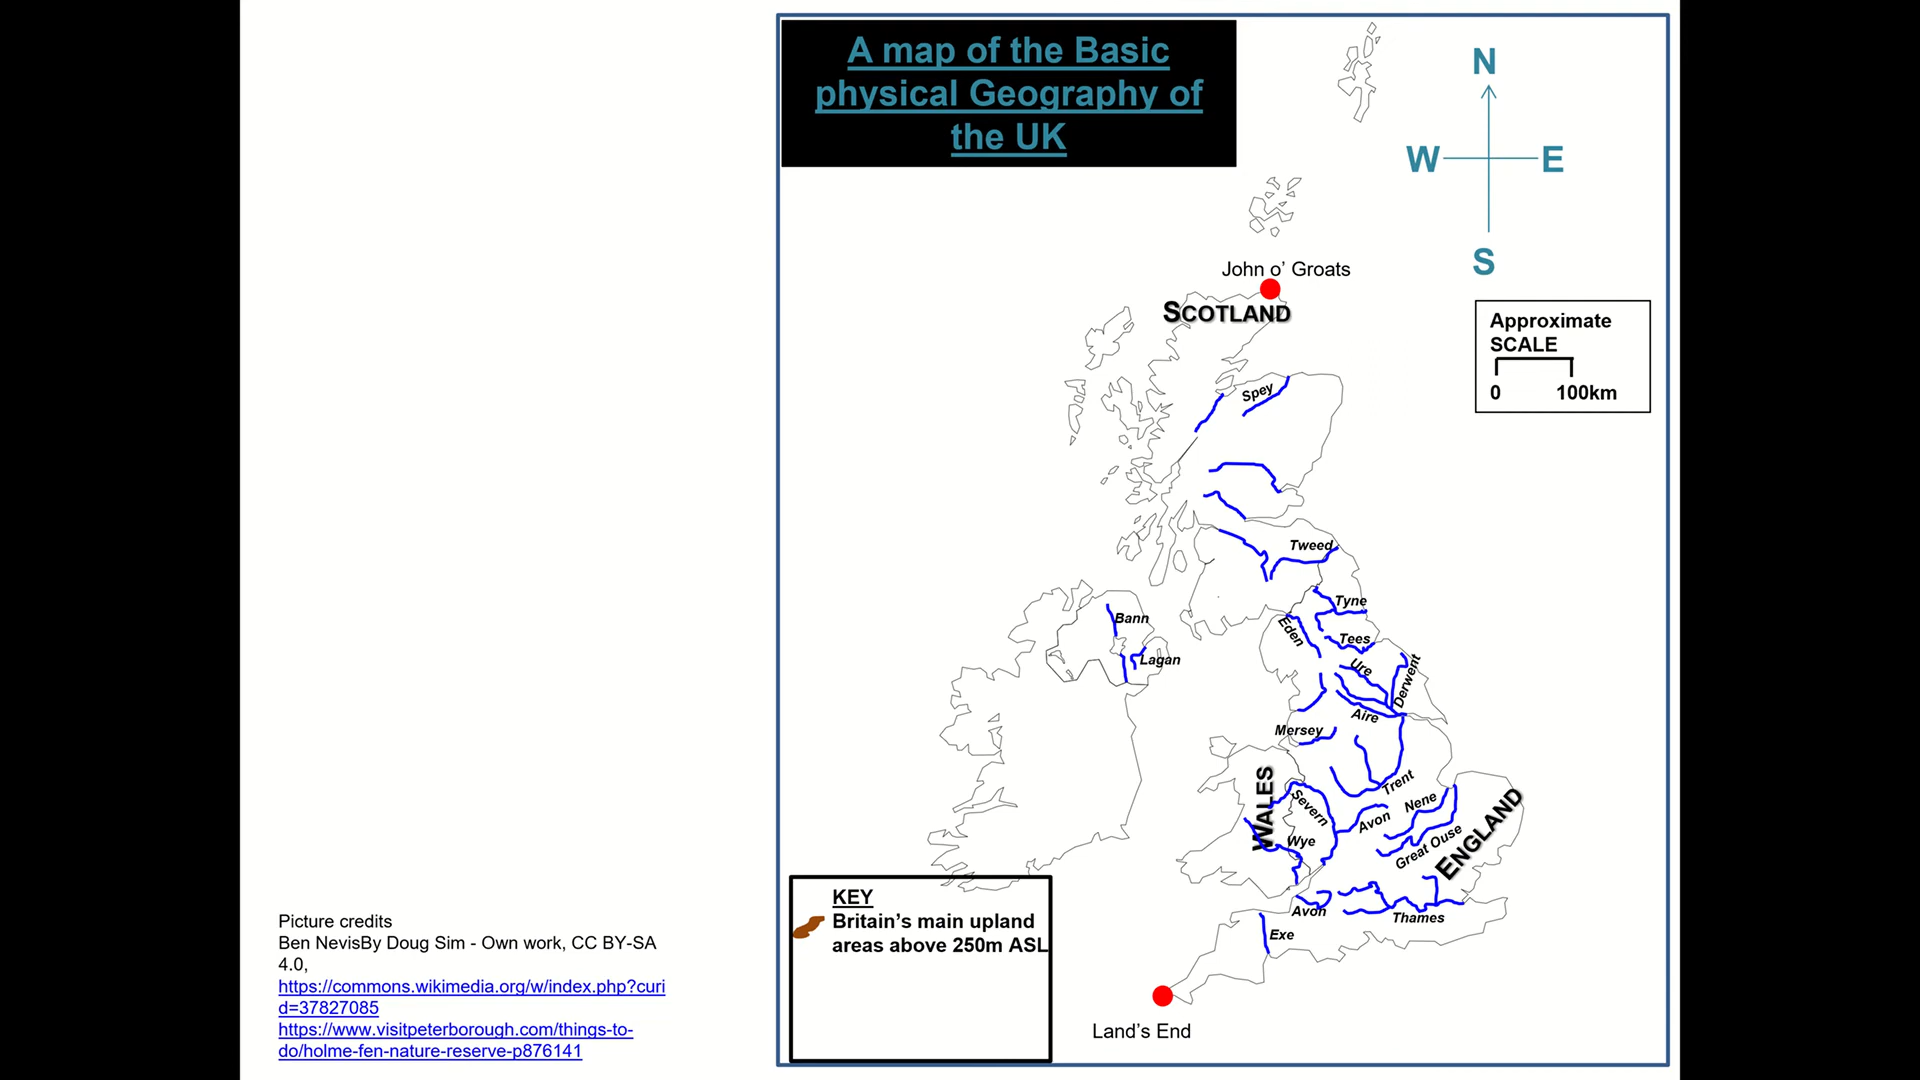 A map of the Basic
physical Geography of
the UK
N
W
E
S
John o’ Groats
SCOTLAND
Approximate
SCALE
0 100km
Spey
Tweed
Tyne
Bann
Eden
Tees
Lagan
Ure
Derwent
Aire
Mersey
Trent
WALES
Severn
Nene
Avon
ENGLAND
Wye
Great Ouse
Avon
Thames
Exe
KEY
Britain’s main upland
areas above 250m ASL
Land’s End
Picture credits
Ben NevisBy Doug Sim - Own work, CC BY-SA
4.0,
https://commons.wikimedia.org/w/index.php?curi
d=37827085
https://www.visitpeterborough.com/things-to-
do/holme-fen-nature-reserve-p876141